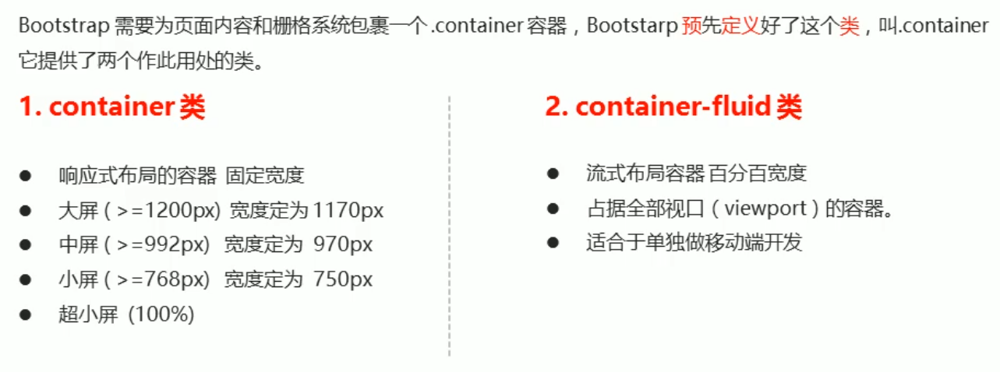 Bootstrap 需要为页面内容和栅格系统包裹一个 .container 容器，Bootstarp 预先定义好了这个类，叫.container
它提供了两个作此用处的类。
1. container 类
● 响应式布局的容器 固定宽度
● 大屏 ( >=1200px) 宽度定为 1170px
● 中屏 ( >=992px) 宽度定为 970px
● 小屏 ( >=768px) 宽度定为 750px
● 超小屏 (100%)
2. container-fluid 类
● 流式布局容器 百分百宽度
● 占据全部视口（viewport）的容器。
● 适合于单独做移动端开发